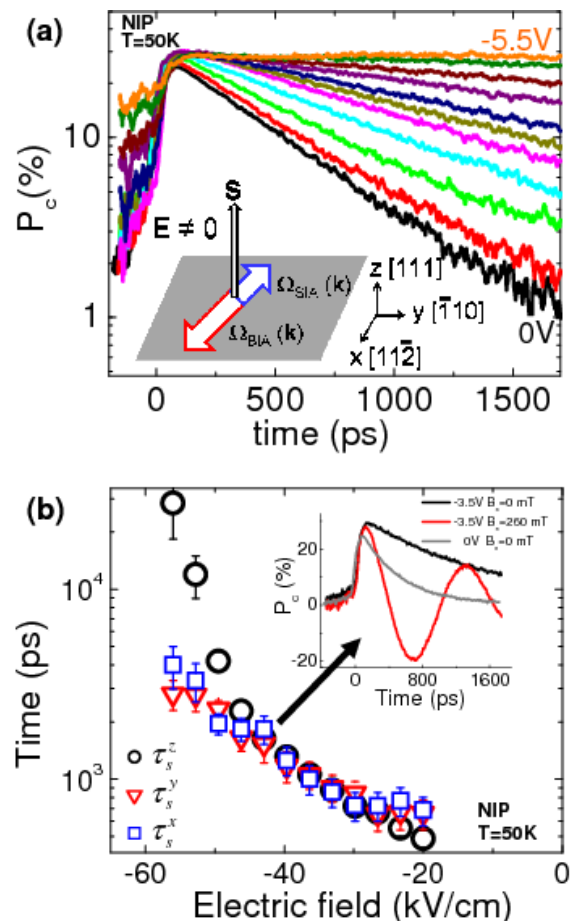 (a)
NIP
T=50K
-5.5V
P_c (%)
10
1
E ≠ 0
S
Ω_SIA (k)
Ω_BIA (k)
z [111]
y [1̄10]
x [112̄]
0V
0 500 1000 1500
time (ps)
(b)
Time (ps)
10^4
10^3
-3.5V B_=0 mT
-3.5V B_=260 mT
0V B_=0 mT
P_c (%)
20
0
-20
0 800 1600
Time (ps)
τ_s^z
τ_s^y
τ_s^x
NIP
T=50K
-60 -40 -20 0
Electric field (kV/cm)